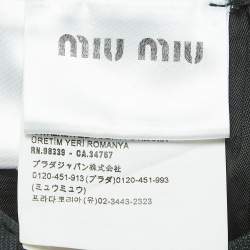 MIU MIU
ÜRETİM YERİ ROMANYA
RN.98339 - CA.34767
プラダジャパン株式会社
0120-451-913 (プラダ) 0120-451-993
(ミュウミュウ)
프라다코리아 / 02-3443-2323